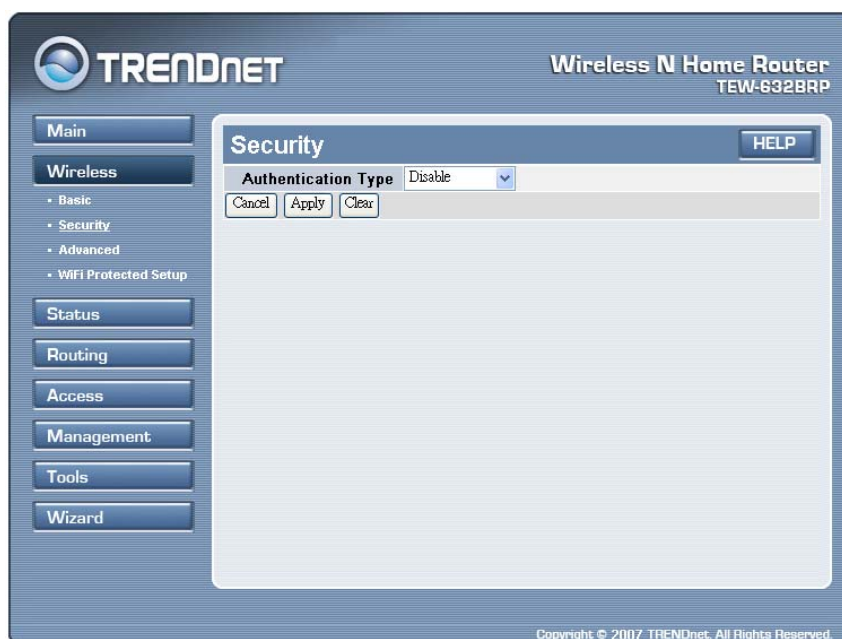 TRENDNET
Wireless N Home Router
TEW-632BRP
Main
Wireless
• Basic
• Security
• Advanced
• WiFi Protected Setup
Status
Routing
Access
Management
Tools
Wizard
Security
HELP
Authentication Type Disable
Cancel Apply Clear
Copyright © 2007 TRENDnet. All Rights Reserved.